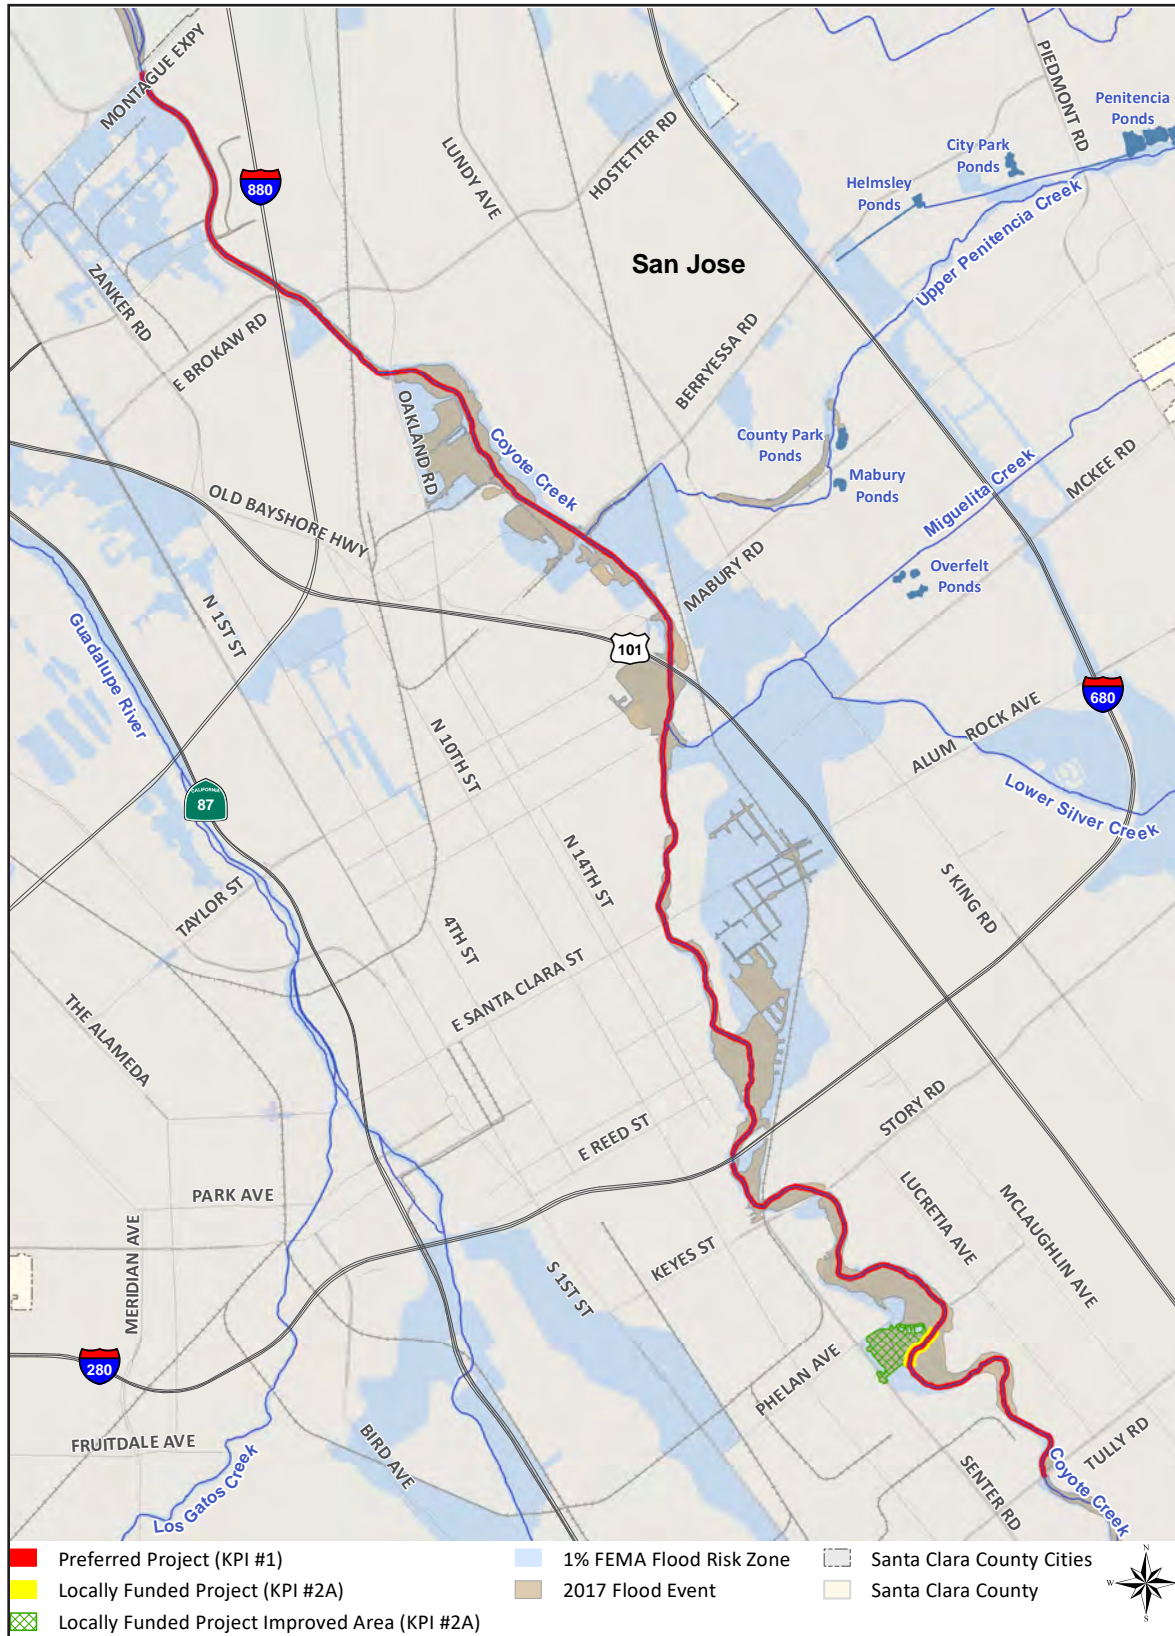 MONTAGUE EXPY
PIEDMONT RD
Penitencia
Ponds
City Park
Ponds
LUNDY AVE
HOSTETTER RD
880
Helmsley
Ponds
Upper Penitencia Creek
San Jose
ZANKER RD
E BROKAW RD
BERRYESSA RD
OAKLAND RD
Coyote Creek
County Park
Ponds
Mabury
Ponds
MCKEE RD
Miguelita Creek
OLD BAYSHORE HWY
MABURY RD
Overfelt
Ponds
N 1ST ST
Guadalupe River
101
680
ALUM ROCK AVE
N 10TH ST
CALIFORNIA
87
Lower Silver Creek
N 14TH ST
S KING RD
TAYLOR ST
4TH ST
E SANTA CLARA ST
THE ALAMEDA
STORY RD
E REED ST
PARK AVE
LUCRETIA AVE
MCLAUGHLIN AVE
MERIDIAN AVE
KEYES ST
S 1ST ST
280
PHELAN AVE
FRUITDALE AVE
BIRD AVE
TULLY RD
Los Gatos Creek
SENTER RD
Coyote Creek
Preferred Project (KPI #1)
Locally Funded Project (KPI #2A)
Locally Funded Project Improved Area (KPI #2A)
1% FEMA Flood Risk Zone
2017 Flood Event
Santa Clara County Cities
Santa Clara County
N
W
E
S